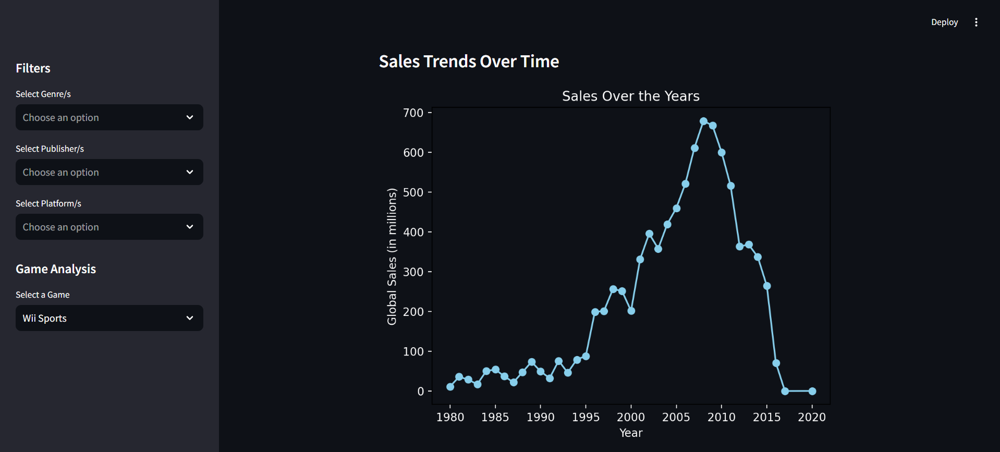 Deploy
Filters
Select Genre/s
Choose an option
Select Publisher/s
Choose an option
Select Platform/s
Choose an option
Game Analysis
Select a Game
Wii Sports
Sales Trends Over Time
Sales Over the Years
Global Sales (in millions)
700
600
500
400
300
200
100
0
1980 1985 1990 1995 2000 2005 2010 2015 2020
Year